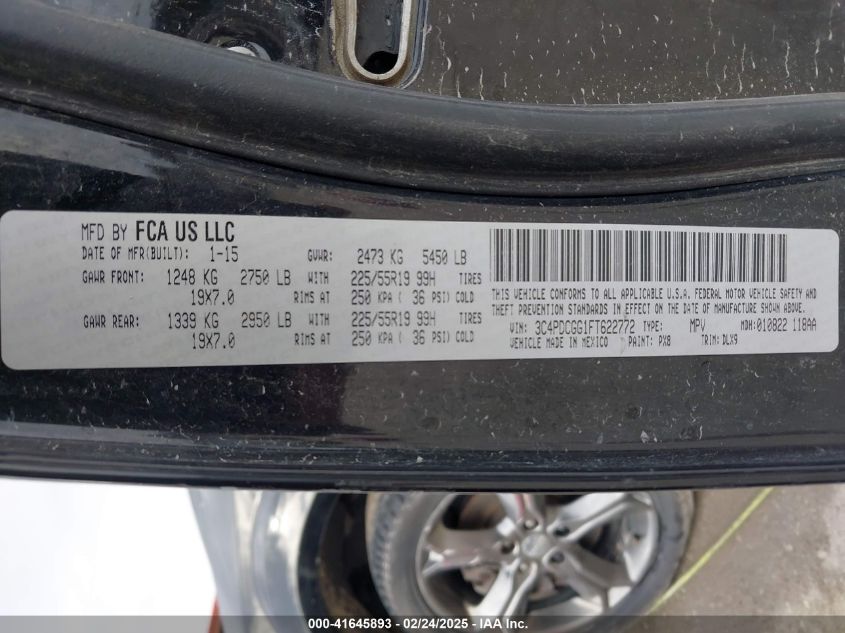 MFD BY FCA US LLC
DATE OF MFR(BUILT): 1-15 GVWR: 2473 KG 5450 LB
GAWR FRONT: 1248 KG 2750 LB WITH 225/55R19 99H TIRES
19X7.0 RIMS AT 250 KPA ( 36 PSI) COLD
GAWR REAR: 1339 KG 2950 LB WITH 225/55R19 99H TIRES
19X7.0 RIMS AT 250 KPA ( 36 PSI) COLD
THIS VEHICLE CONFORMS TO ALL APPLICABLE U.S.A. FEDERAL MOTOR VEHICLE SAFETY AND
THEFT PREVENTION STANDARDS IN EFFECT ON THE DATE OF MANUFACTURE SHOWN ABOVE.
VIN: 3C4PDCGG1FT622772 TYPE: MPV MDH: 010822 118AA
VEHICLE MADE IN MEXICO PAINT: PX8 TRIM: DLX9
000-41645893 - 02/24/2025 - IAA Inc.